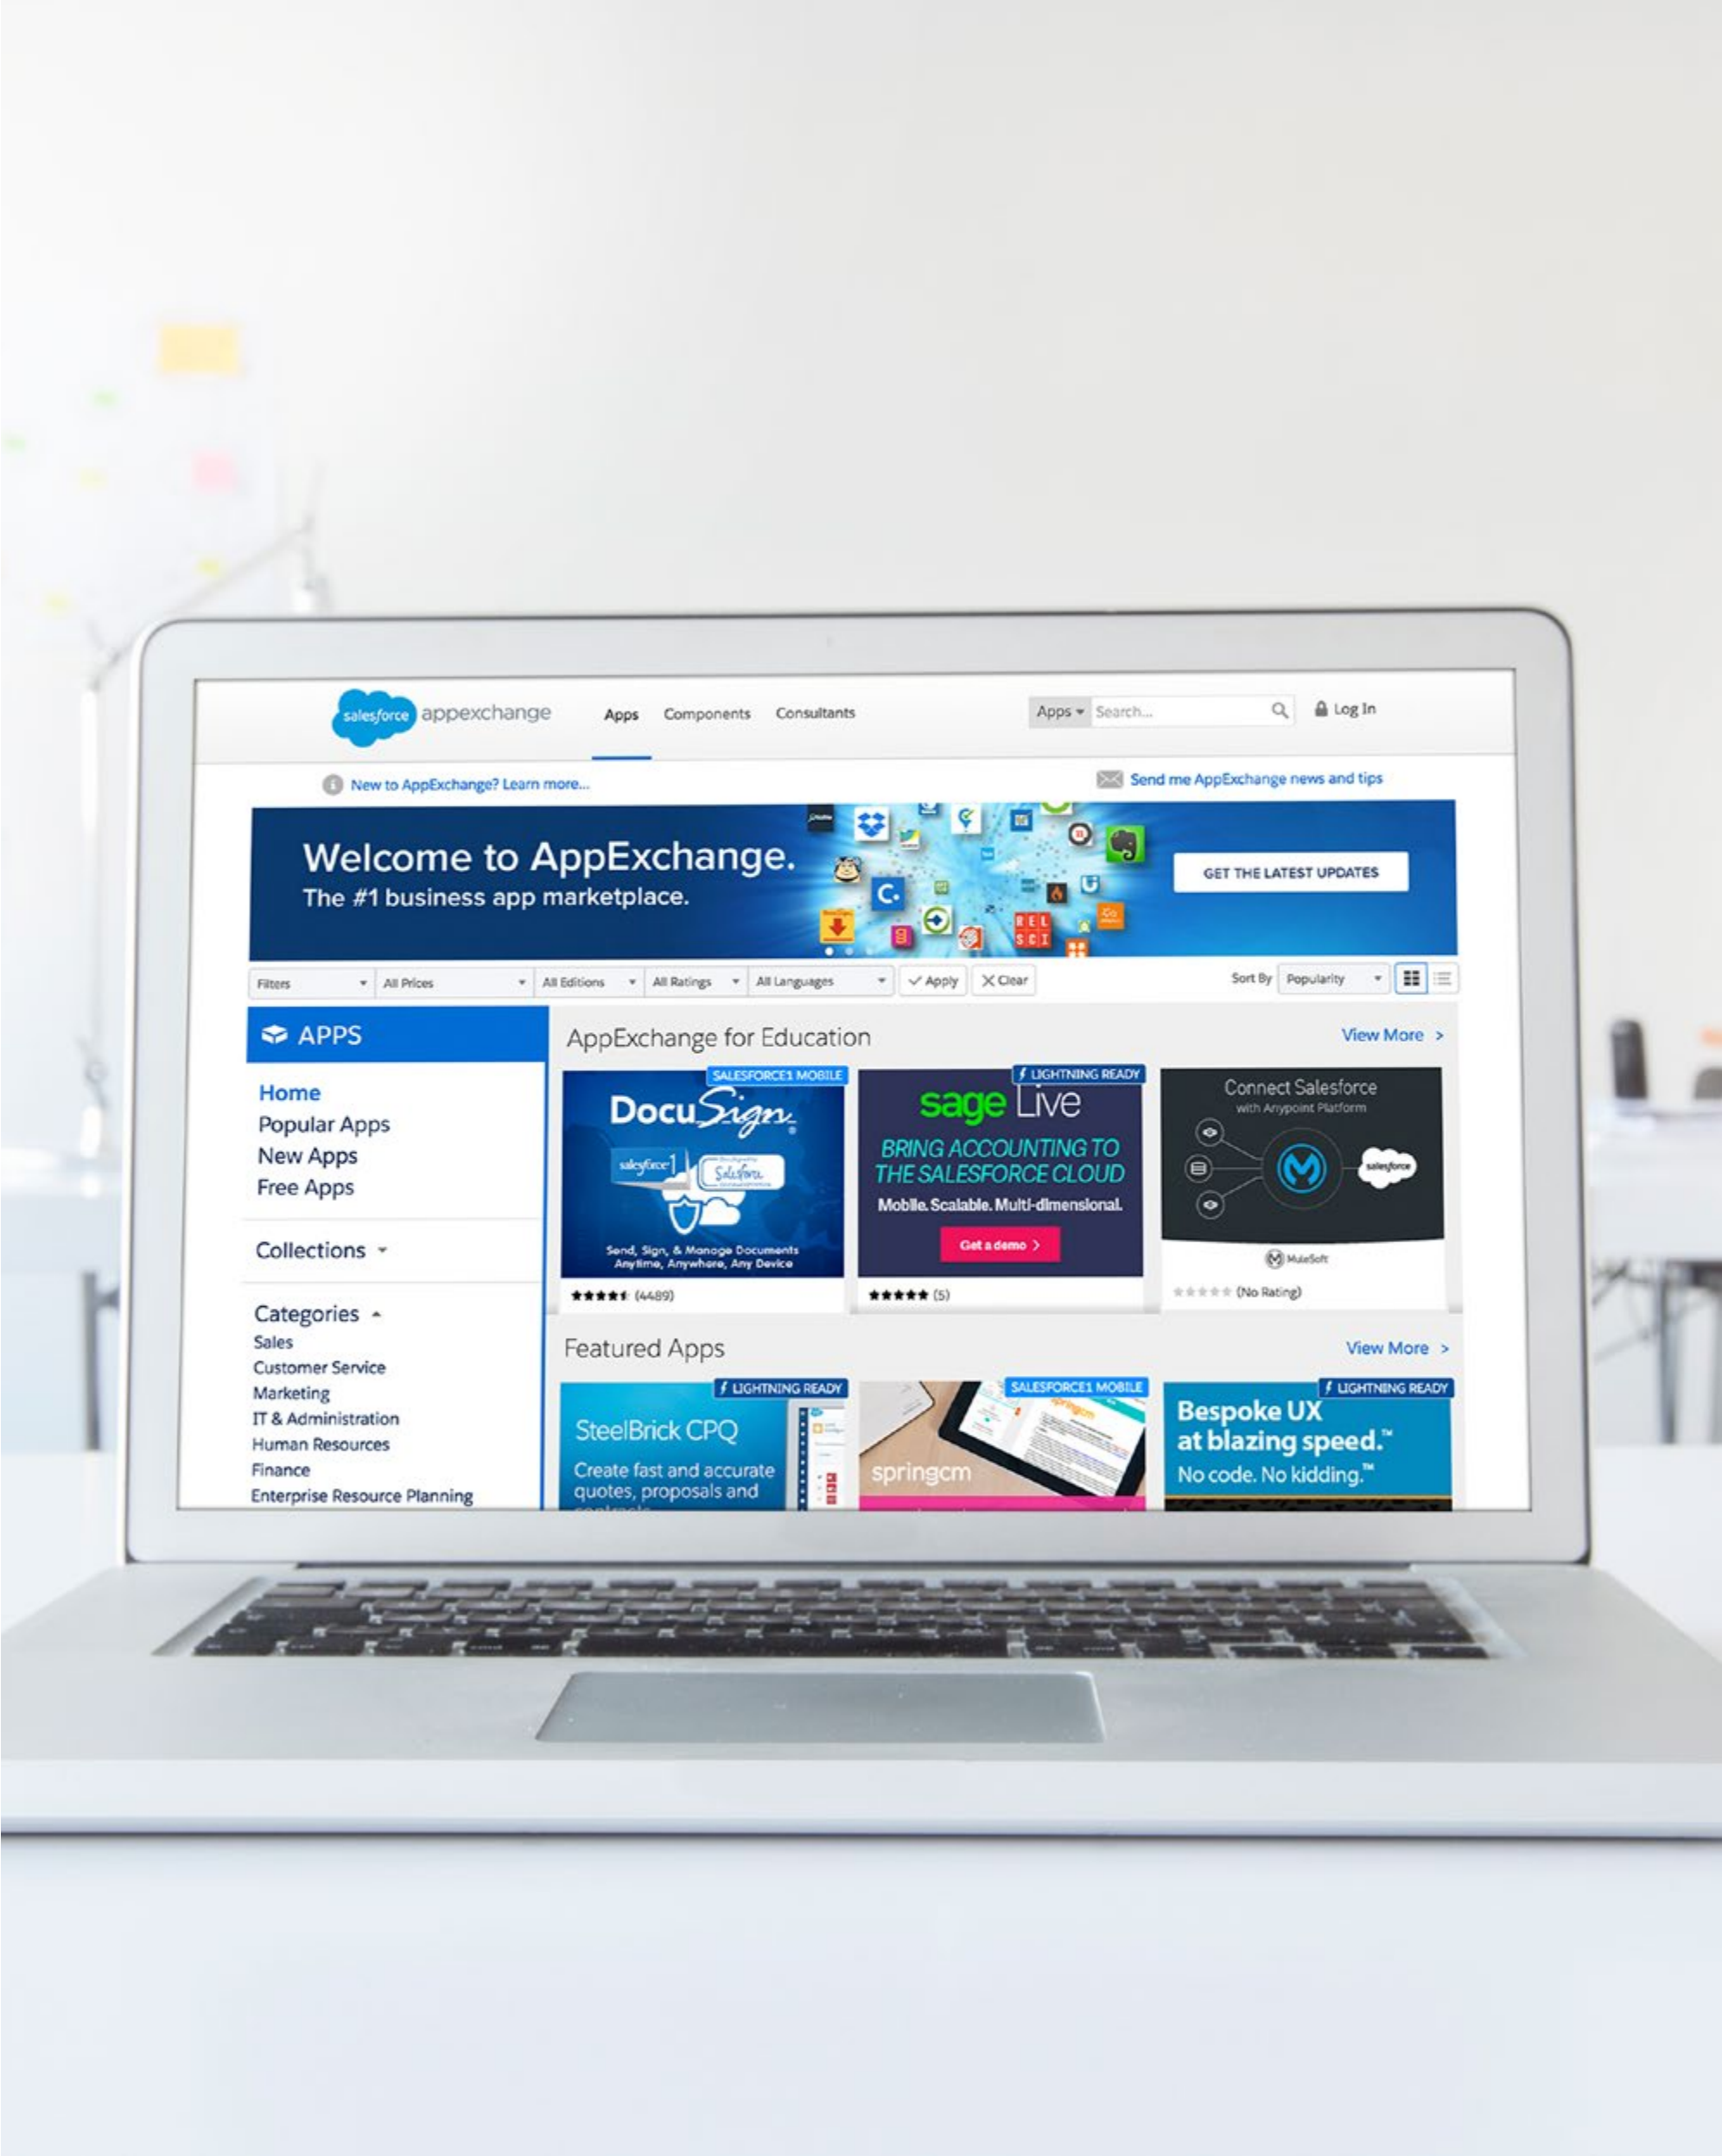 salesforce appexchange Apps Components Consultants Apps Search... Log In
New to AppExchange? Learn more... Send me AppExchange news and tips
Welcome to AppExchange.
The #1 business app marketplace.
GET THE LATEST UPDATES
C.
REL
SCI
Filters All Prices All Editions All Ratings All Languages Apply Clear Sort By Popularity
APPS
Home
Popular Apps
New Apps
Free Apps
Collections
Categories
Sales
Customer Service
Marketing
IT & Administration
Human Resources
Finance
Enterprise Resource Planning
AppExchange for Education View More >
SALESFORCE1 MOBILE
DocuSign
salesforce1
Salesforce
Send, Sign, & Manage Documents
Anytime, Anywhere, Any Device
(4489)
LIGHTNING READY
sage Live
BRING ACCOUNTING TO
THE SALESFORCE CLOUD
Mobile. Scalable. Multi-dimensional.
Get a demo >
(5)
Connect Salesforce
with Anypoint Platform
salesforce
MuleSoft
(No Rating)
Featured Apps View More >
LIGHTNING READY
SteelBrick CPQ
Create fast and accurate
quotes, proposals and
SALESFORCE1 MOBILE
springcm
springcm
LIGHTNING READY
Bespoke UX
at blazing speed.™
No code. No kidding.™